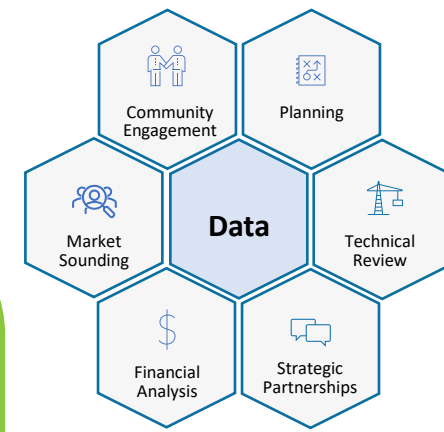 Community
Engagement
Planning
Market
Sounding
Data
Technical
Review
Financial
Analysis
Strategic
Partnerships